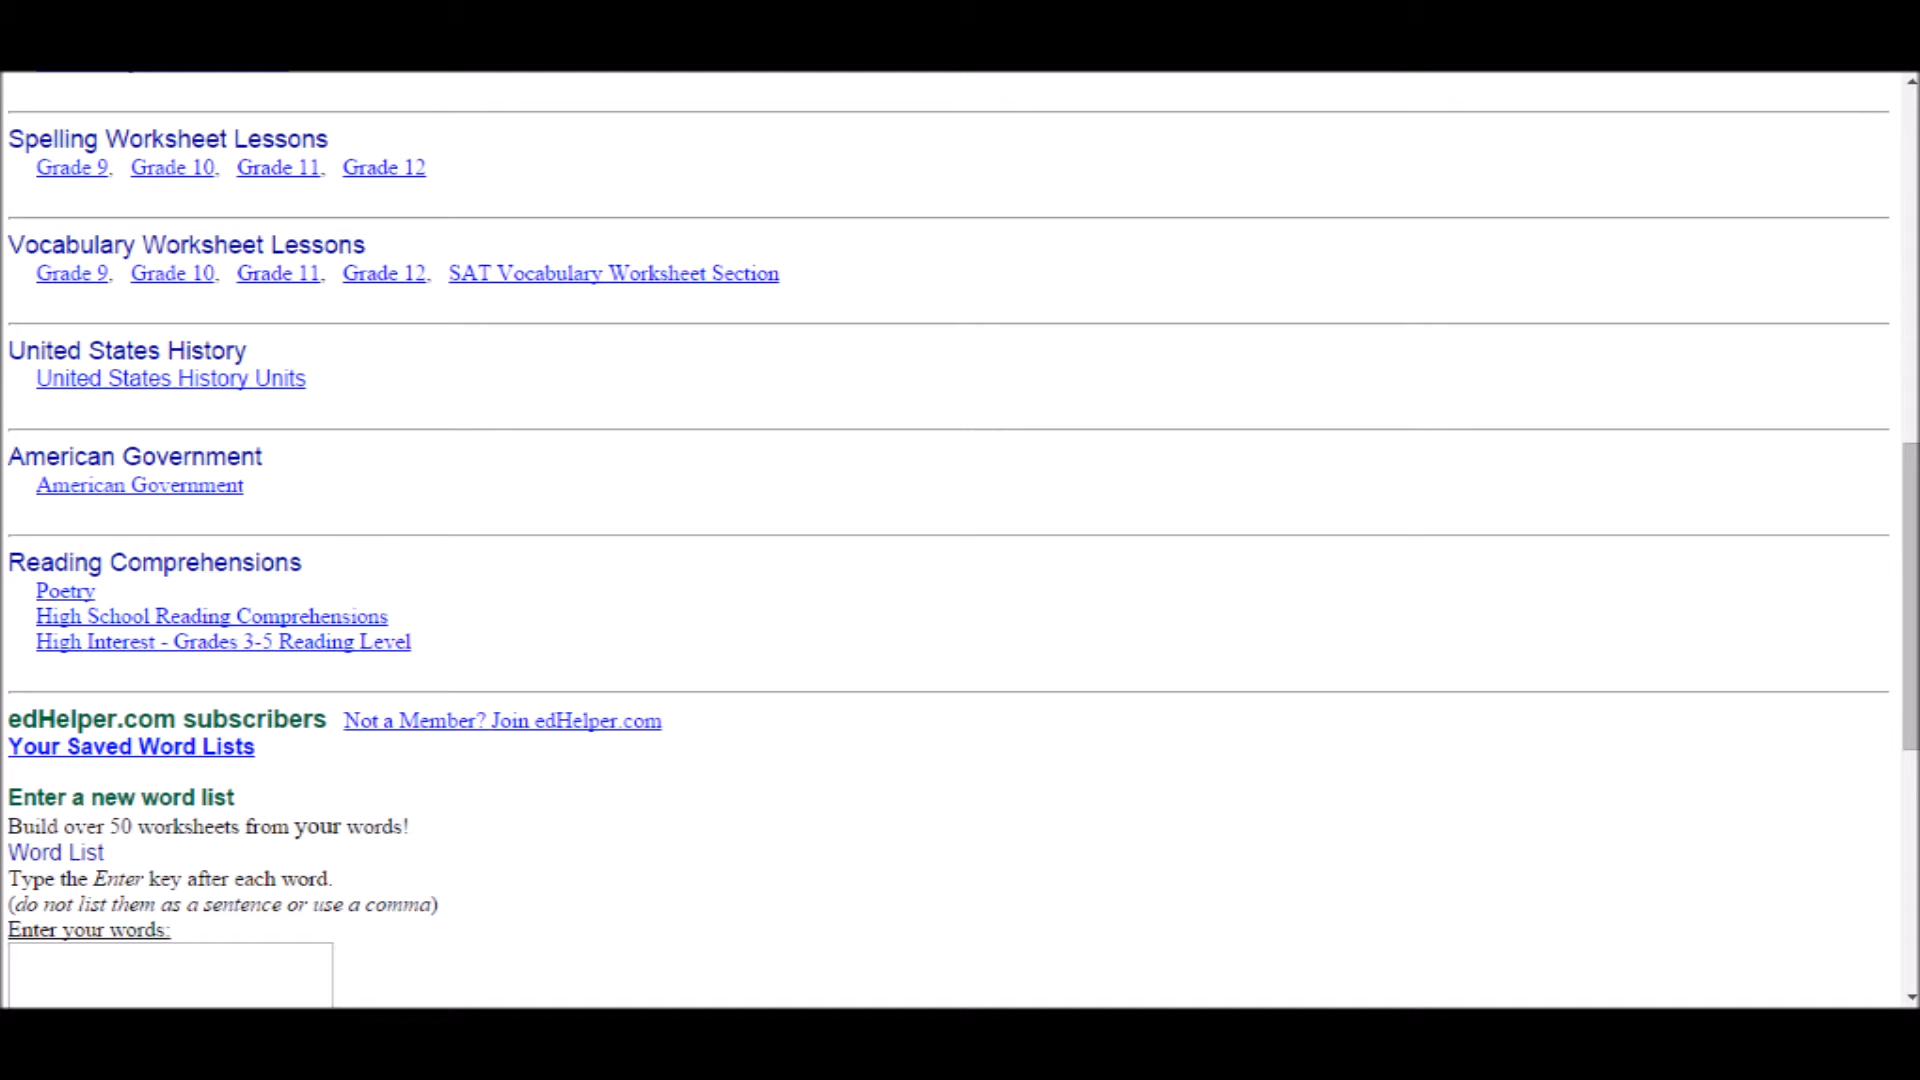 Spelling Worksheet Lessons
Grade 9, Grade 10, Grade 11, Grade 12
Vocabulary Worksheet Lessons
Grade 9, Grade 10, Grade 11, Grade 12, SAT Vocabulary Worksheet Section
United States History
United States History Units
American Government
American Government
Reading Comprehensions
Poetry
High School Reading Comprehensions
High Interest - Grades 3-5 Reading Level
edHelper.com subscribers Not a Member? Join edHelper.com
Your Saved Word Lists
Enter a new word list
Build over 50 worksheets from your words!
Word List
Type the Enter key after each word.
(do not list them as a sentence or use a comma)
Enter your words: